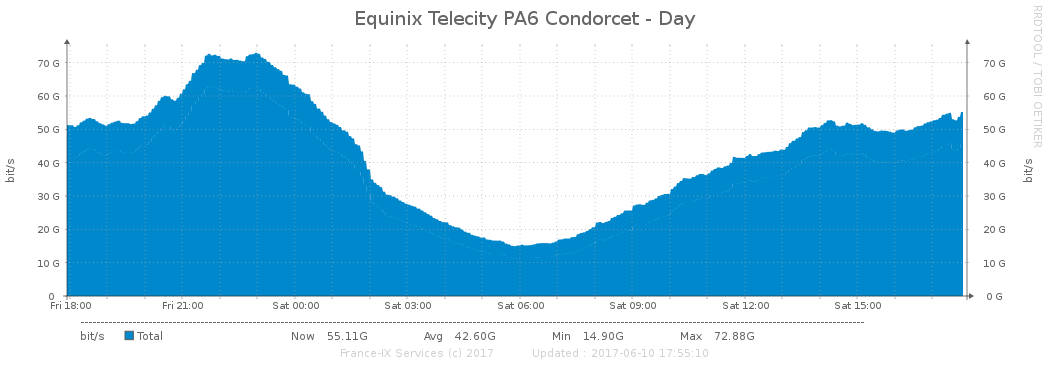 Equinix Telecity PA6 Condorcet - Day
RRDTOOL / TOBI OETIKER
bit/s
70 G
60 G
50 G
40 G
30 G
20 G
10 G
0
70 G
60 G
50 G
40 G
30 G
20 G
10 G
0 G
bit/s
Fri 18:00 Fri 21:00 Sat 00:00 Sat 03:00 Sat 06:00 Sat 09:00 Sat 12:00 Sat 15:00
bit/s Total Now 55.11G Avg 42.60G Min 14.90G Max 72.88G
France-IX Services (c) 2017 Updated : 2017-06-10 17:55:10